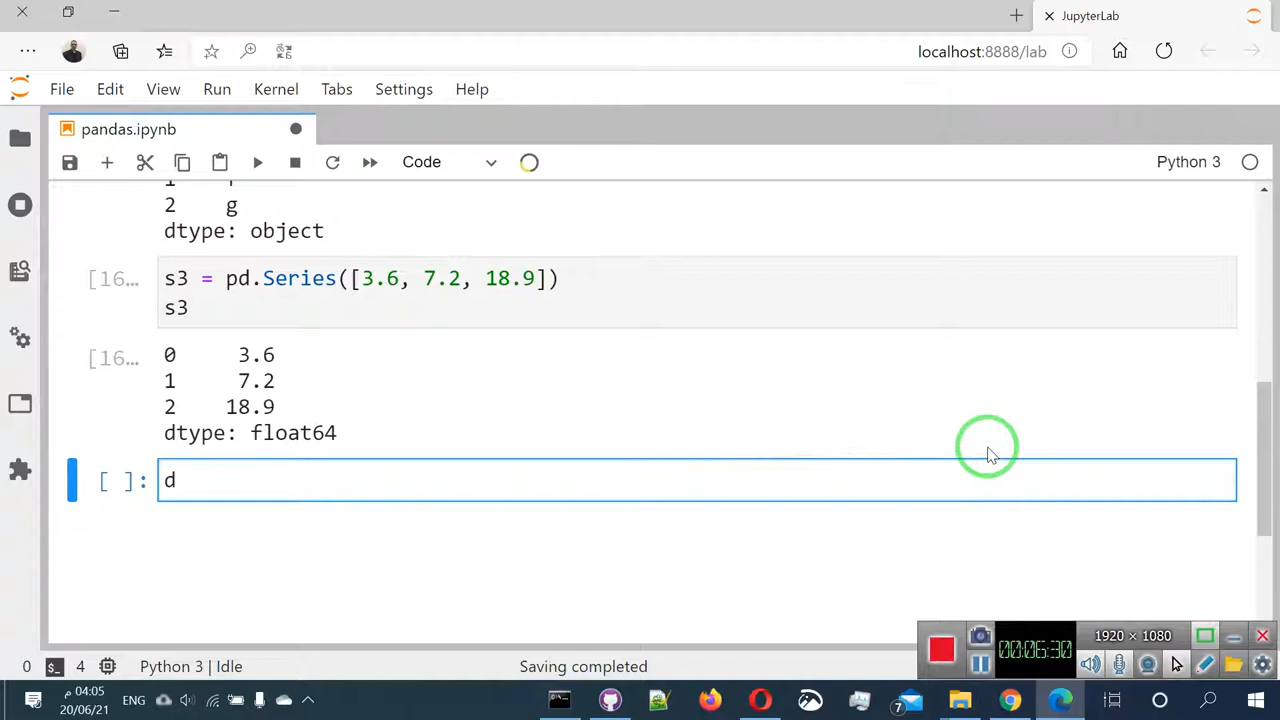 JupyterLab
localhost:8888/lab
File Edit View Run Kernel Tabs Settings Help
pandas.ipynb
Code
Python 3
2 g
dtype: object
[16… s3 = pd.Series([3.6, 7.2, 18.9])
s3
[16… 0 3.6
1 7.2
2 18.9
dtype: float64
[ ]: d
00:06:30
1920 × 1080
0 4 Python 3 | Idle Saving completed
04:05 م
20/06/21
ENG
7